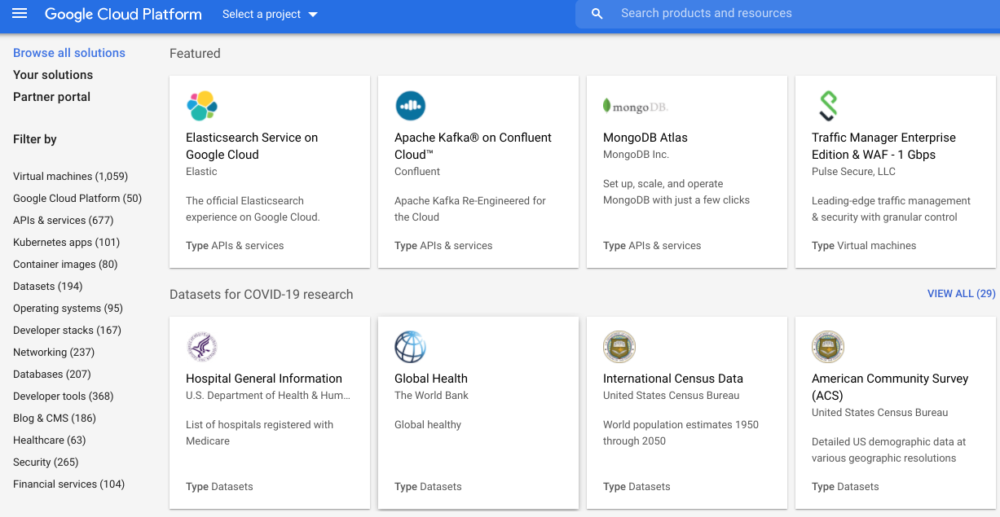 Google Cloud Platform
Select a project
Search products and resources
Browse all solutions
Your solutions
Partner portal
Filter by
Virtual machines (1,059)
Google Cloud Platform (50)
APIs & services (677)
Kubernetes apps (101)
Container images (80)
Datasets (194)
Operating systems (95)
Developer stacks (167)
Networking (237)
Databases (207)
Developer tools (368)
Blog & CMS (186)
Healthcare (63)
Security (265)
Financial services (104)
Featured
Elasticsearch Service on
Google Cloud
Elastic
The official Elasticsearch
experience on Google Cloud.
Type APIs & services
Apache Kafka® on Confluent
Cloud™
Confluent
Apache Kafka Re-Engineered for
the Cloud
Type APIs & services
mongoDB.
MongoDB Atlas
MongoDB Inc.
Set up, scale, and operate
MongoDB with just a few clicks
Type APIs & services
Traffic Manager Enterprise
Edition & WAF - 1 Gbps
Pulse Secure, LLC
Leading-edge traffic management
& security with granular control
Type Virtual machines
Datasets for COVID-19 research
VIEW ALL (29)
Hospital General Information
U.S. Department of Health & Hum...
List of hospitals registered with
Medicare
Type Datasets
Global Health
The World Bank
Global healthy
Type Datasets
International Census Data
United States Census Bureau
World population estimates 1950
through 2050
Type Datasets
American Community Survey
(ACS)
United States Census Bureau
Detailed US demographic data at
various geographic resolutions
Type Datasets